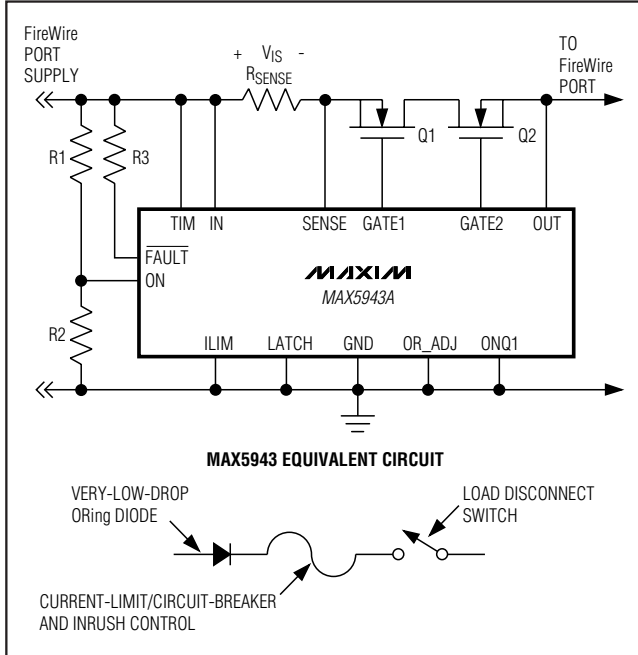 FireWire
PORT
SUPPLY
+ VIS -
RSENSE
TO
FireWire
PORT
R1
R3
Q1
Q2
TIM
IN
SENSE
GATE1
GATE2
OUT
FAULT
ON
MAXIM
MAX5943A
R2
ILIM
LATCH
GND
OR_ADJ
ONQ1
MAX5943 EQUIVALENT CIRCUIT
VERY-LOW-DROP
ORing DIODE
LOAD DISCONNECT
SWITCH
CURRENT-LIMIT/CIRCUIT-BREAKER
AND INRUSH CONTROL